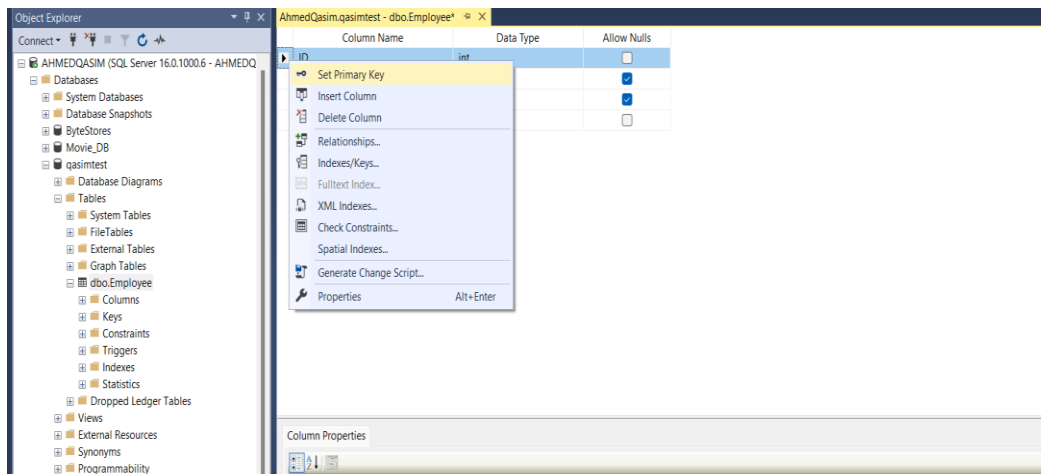 Object Explorer
Connect
AHMEDQASIM (SQL Server 16.0.1000.6 - AHMEDQ
Databases
System Databases
Database Snapshots
ByteStores
Movie_DB
qasimtest
Database Diagrams
Tables
System Tables
FileTables
External Tables
Graph Tables
dbo.Employee
Columns
Keys
Constraints
Triggers
Indexes
Statistics
Dropped Ledger Tables
Views
External Resources
Synonyms
Programmability
AhmedQasim.qasimtest - dbo.Employee*
Column Name Data Type Allow Nulls
ID int
Set Primary Key
Insert Column
Delete Column
Relationships...
Indexes/Keys...
Fulltext Index...
XML Indexes...
Check Constraints...
Spatial Indexes...
Generate Change Script...
Properties Alt+Enter
Column Properties